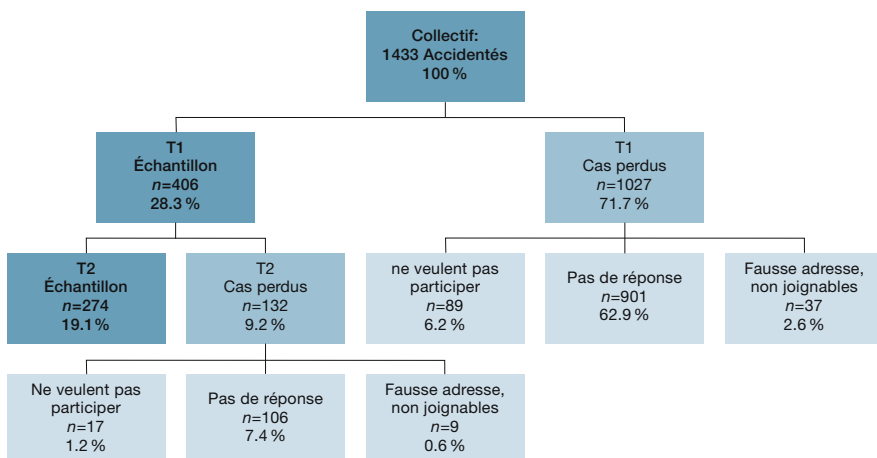 Collectif:
1433 Accidentés
100 %
T1
Échantillon
n=406
28.3 %
T1
Cas perdus
n=1027
71.7 %
T2
Échantillon
n=274
19.1 %
T2
Cas perdus
n=132
9.2 %
ne veulent pas
participer
n=89
6.2 %
Pas de réponse
n=901
62.9 %
Fausse adresse,
non joignables
n=37
2.6 %
Ne veulent pas
participer
n=17
1.2 %
Pas de réponse
n=106
7.4 %
Fausse adresse,
non joignables
n=9
0.6 %